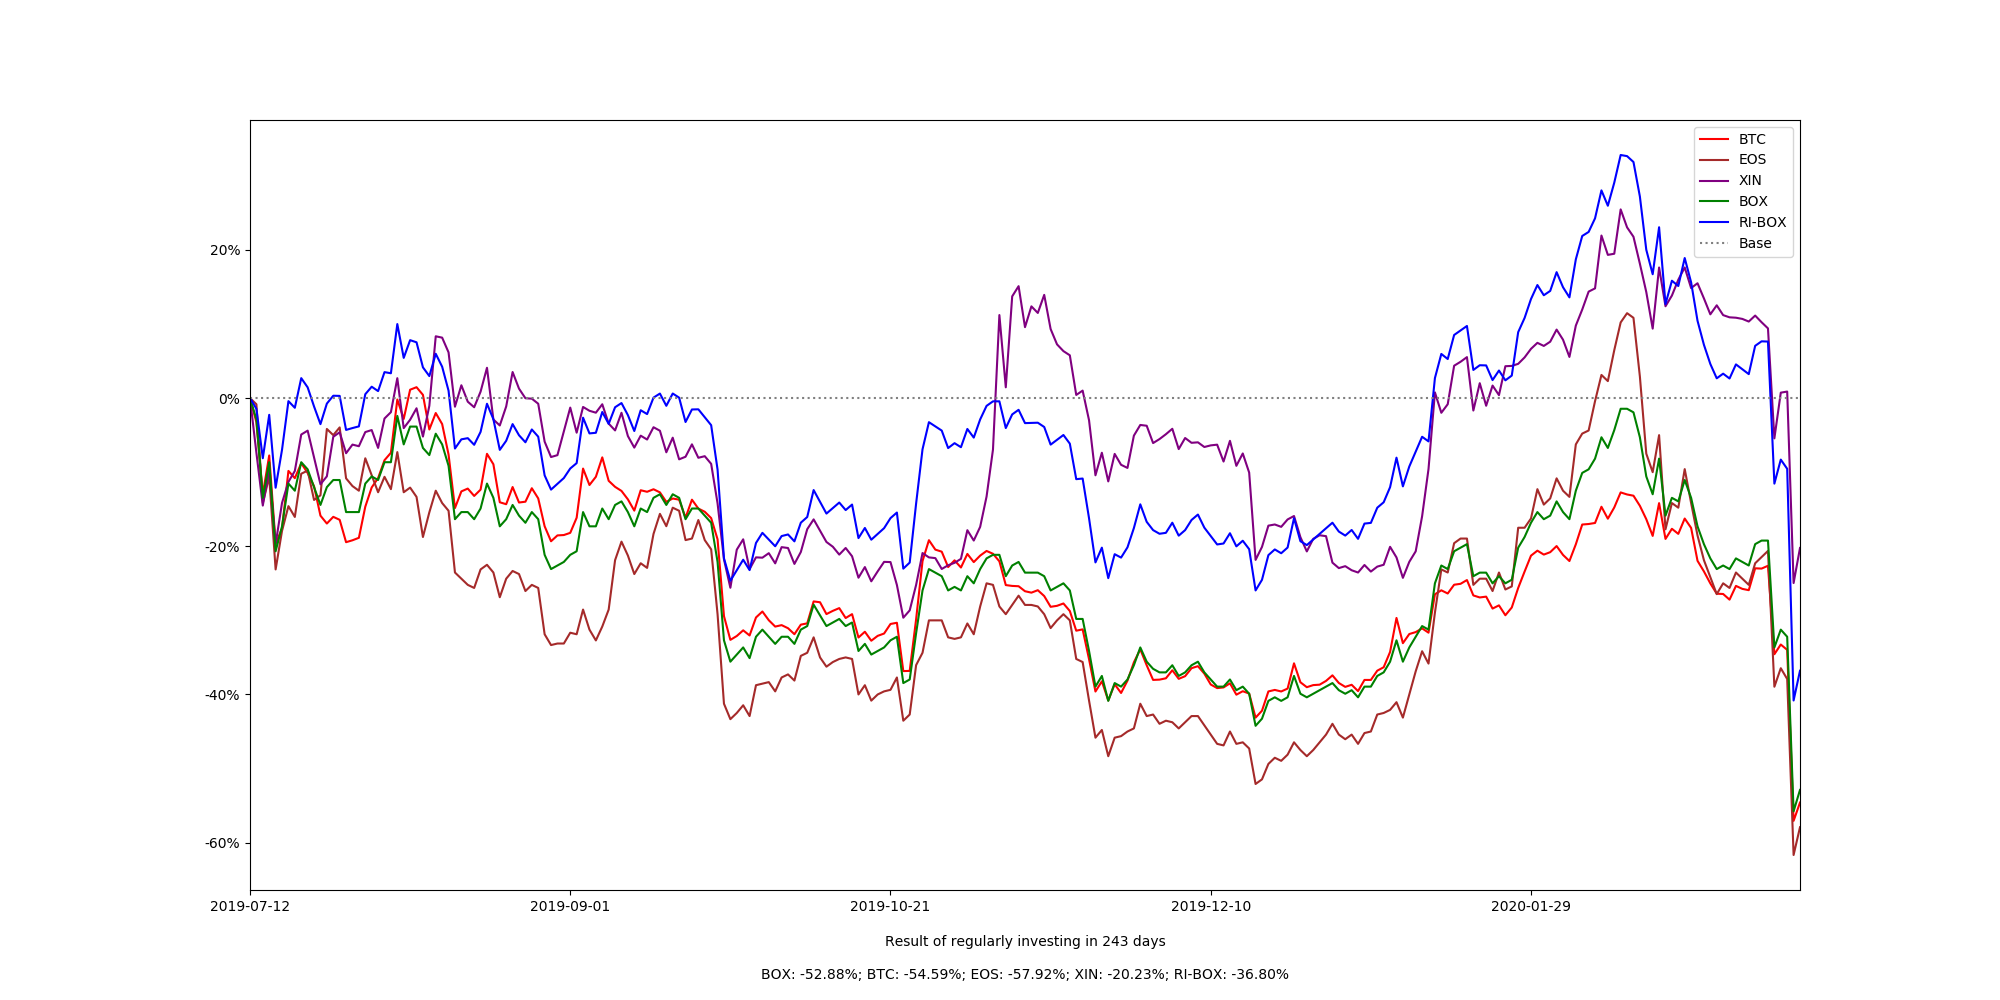 BTC
EOS
XIN
BOX
RI-BOX
Base
20%
0%
-20%
-40%
-60%
2019-07-12 2019-09-01 2019-10-21 2019-12-10 2020-01-29
Result of regularly investing in 243 days
BOX: -52.88%; BTC: -54.59%; EOS: -57.92%; XIN: -20.23%; RI-BOX: -36.80%